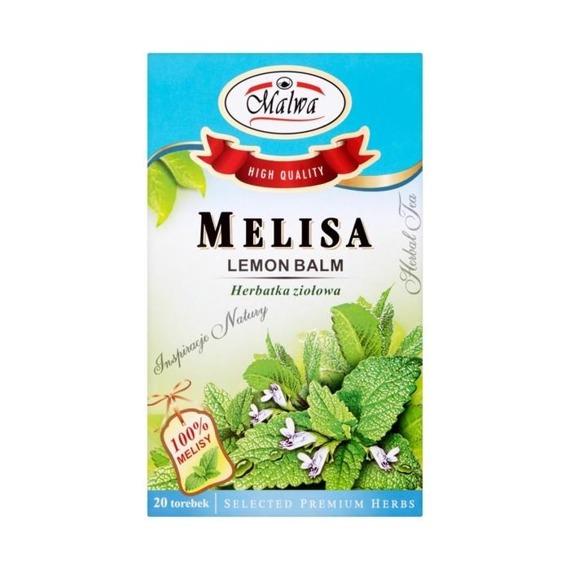 Malwa
HIGH QUALITY
MELISA
LEMON BALM
Herbatka ziołowa
Herbal Tea
Inspiracje Natury
100%
MELISY
20 torebek
SELECTED PREMIUM HERBS